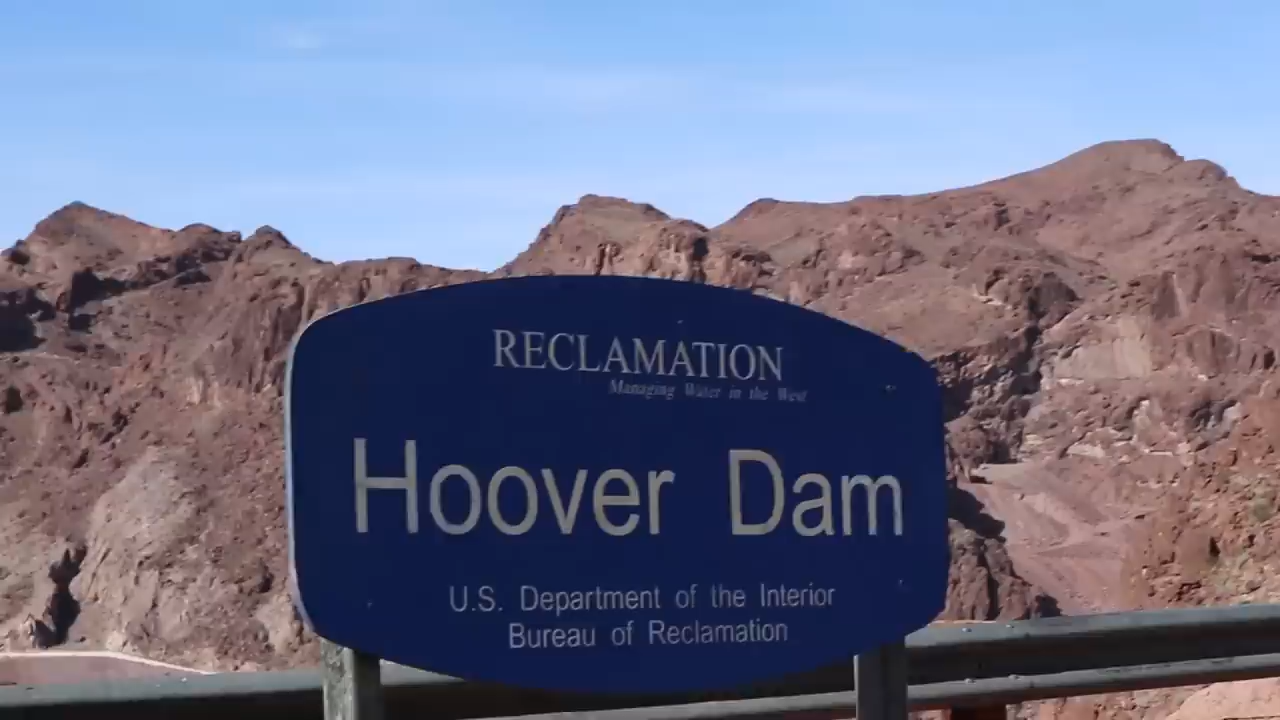 RECLAMATION
Managing Water in the West
Hoover Dam
U.S. Department of the Interior
Bureau of Reclamation